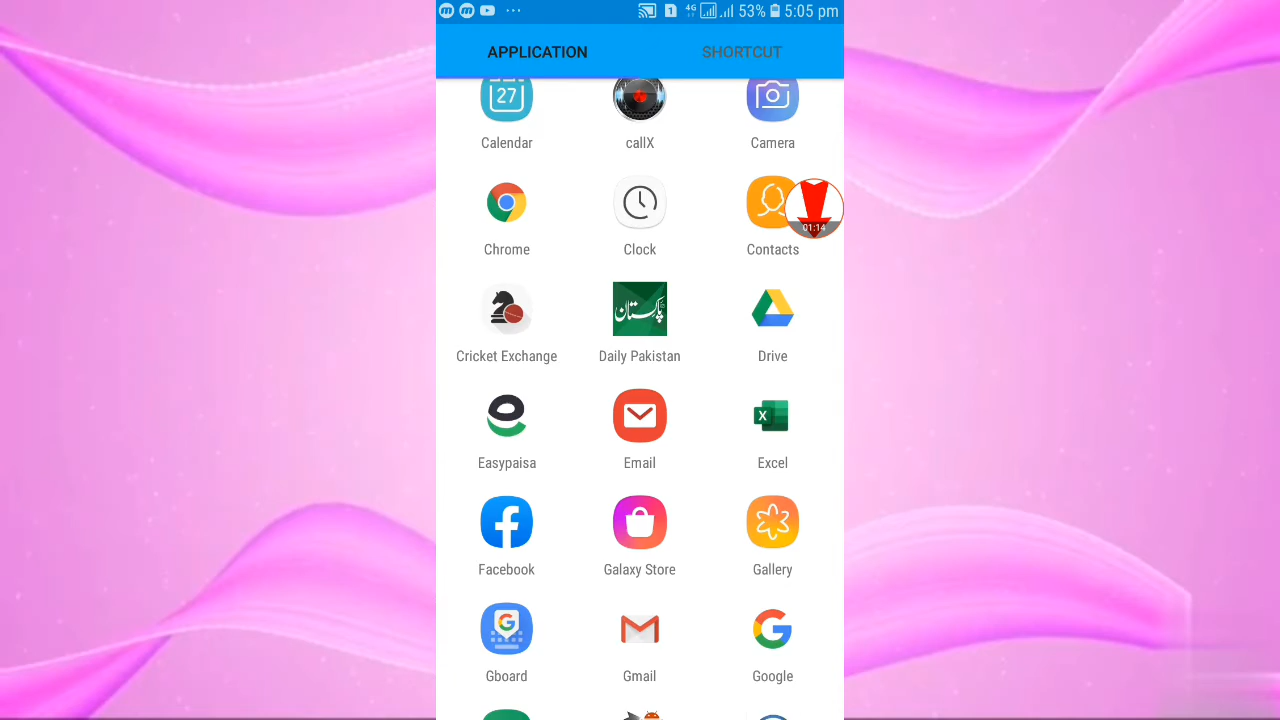 53% 5:05 pm
APPLICATION SHORTCUT
27
Calendar callX Camera
01:14
Chrome Clock Contacts
پاکستان
Cricket Exchange Daily Pakistan Drive
X
Easypaisa Email Excel
Facebook Galaxy Store Gallery
G
Gboard Gmail Google